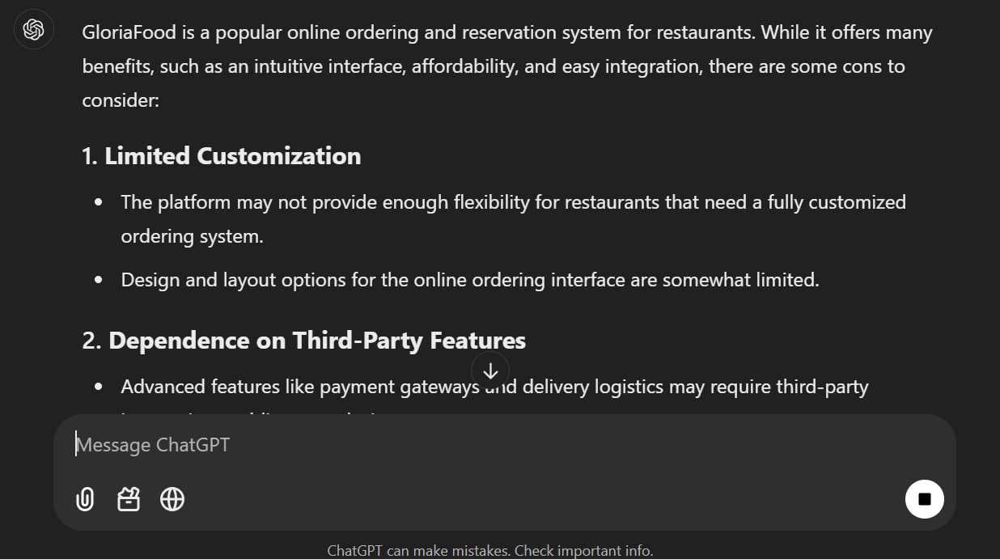 GloriaFood is a popular online ordering and reservation system for restaurants. While it offers many
benefits, such as an intuitive interface, affordability, and easy integration, there are some cons to
consider:
1. Limited Customization
• The platform may not provide enough flexibility for restaurants that need a fully customized
ordering system.
• Design and layout options for the online ordering interface are somewhat limited.
2. Dependence on Third-Party Features
• Advanced features like payment gateways and delivery logistics may require third-party
Message ChatGPT
ChatGPT can make mistakes. Check important info.